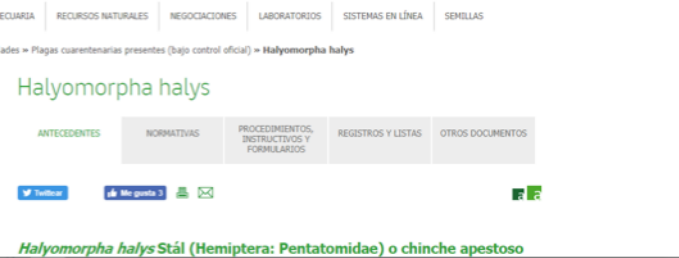 ECUARIA RECURSOS NATURALES NEGOCIACIONES LABORATORIOS SISTEMAS EN LÍNEA SEMILLAS
ades » Plagas cuarentenarias presentes (bajo control oficial) » Halyomorpha halys
Halyomorpha halys
ANTECEDENTES
NORMATIVAS
PROCEDIMIENTOS,
INSTRUCTIVOS Y
FORMULARIOS
REGISTROS Y LISTAS
OTROS DOCUMENTOS
Twittear
Me gusta 3
a a
Halyomorpha halys Stál (Hemiptera: Pentatomidae) o chinche apestoso